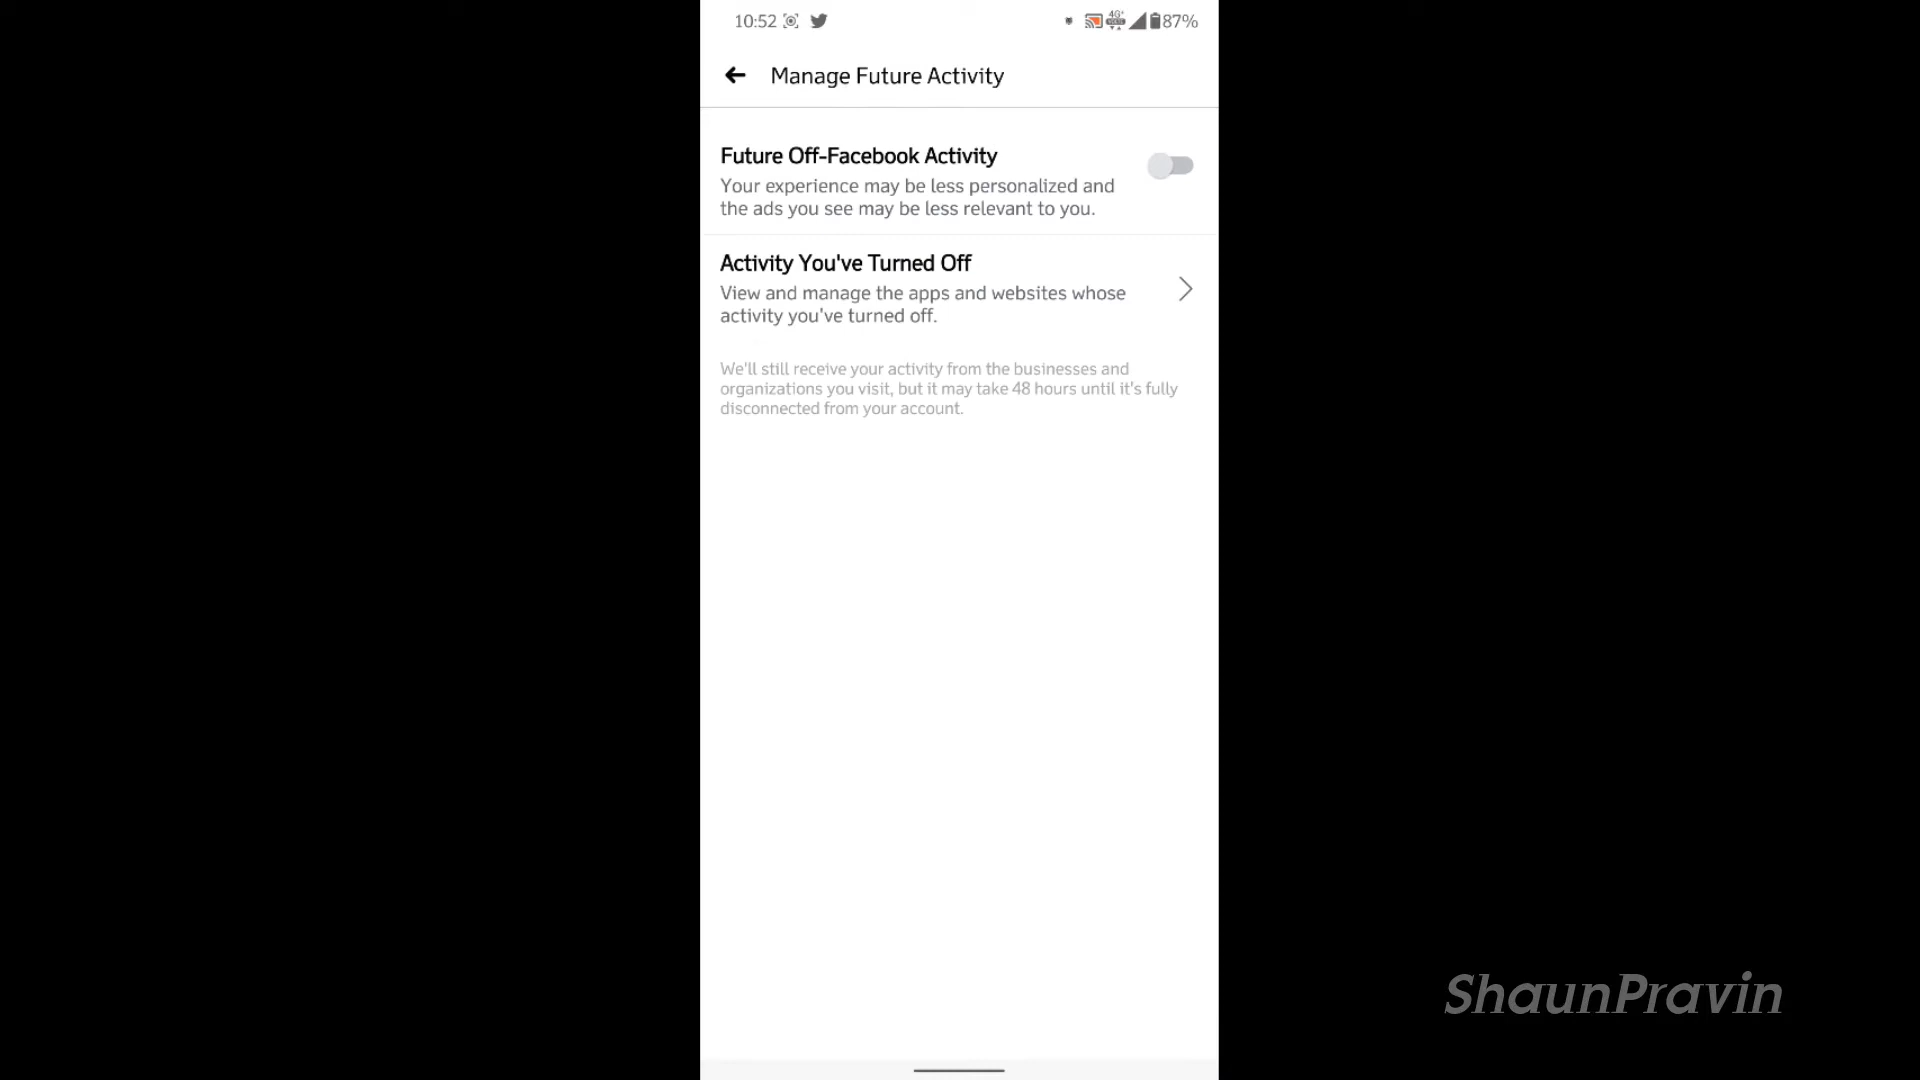 10:52
4G+
87%
Manage Future Activity
Future Off-Facebook Activity
Your experience may be less personalized and
the ads you see may be less relevant to you.
Activity You've Turned Off
View and manage the apps and websites whose
activity you've turned off.
We'll still receive your activity from the businesses and
organizations you visit, but it may take 48 hours until it's fully
disconnected from your account.
ShaunPravin